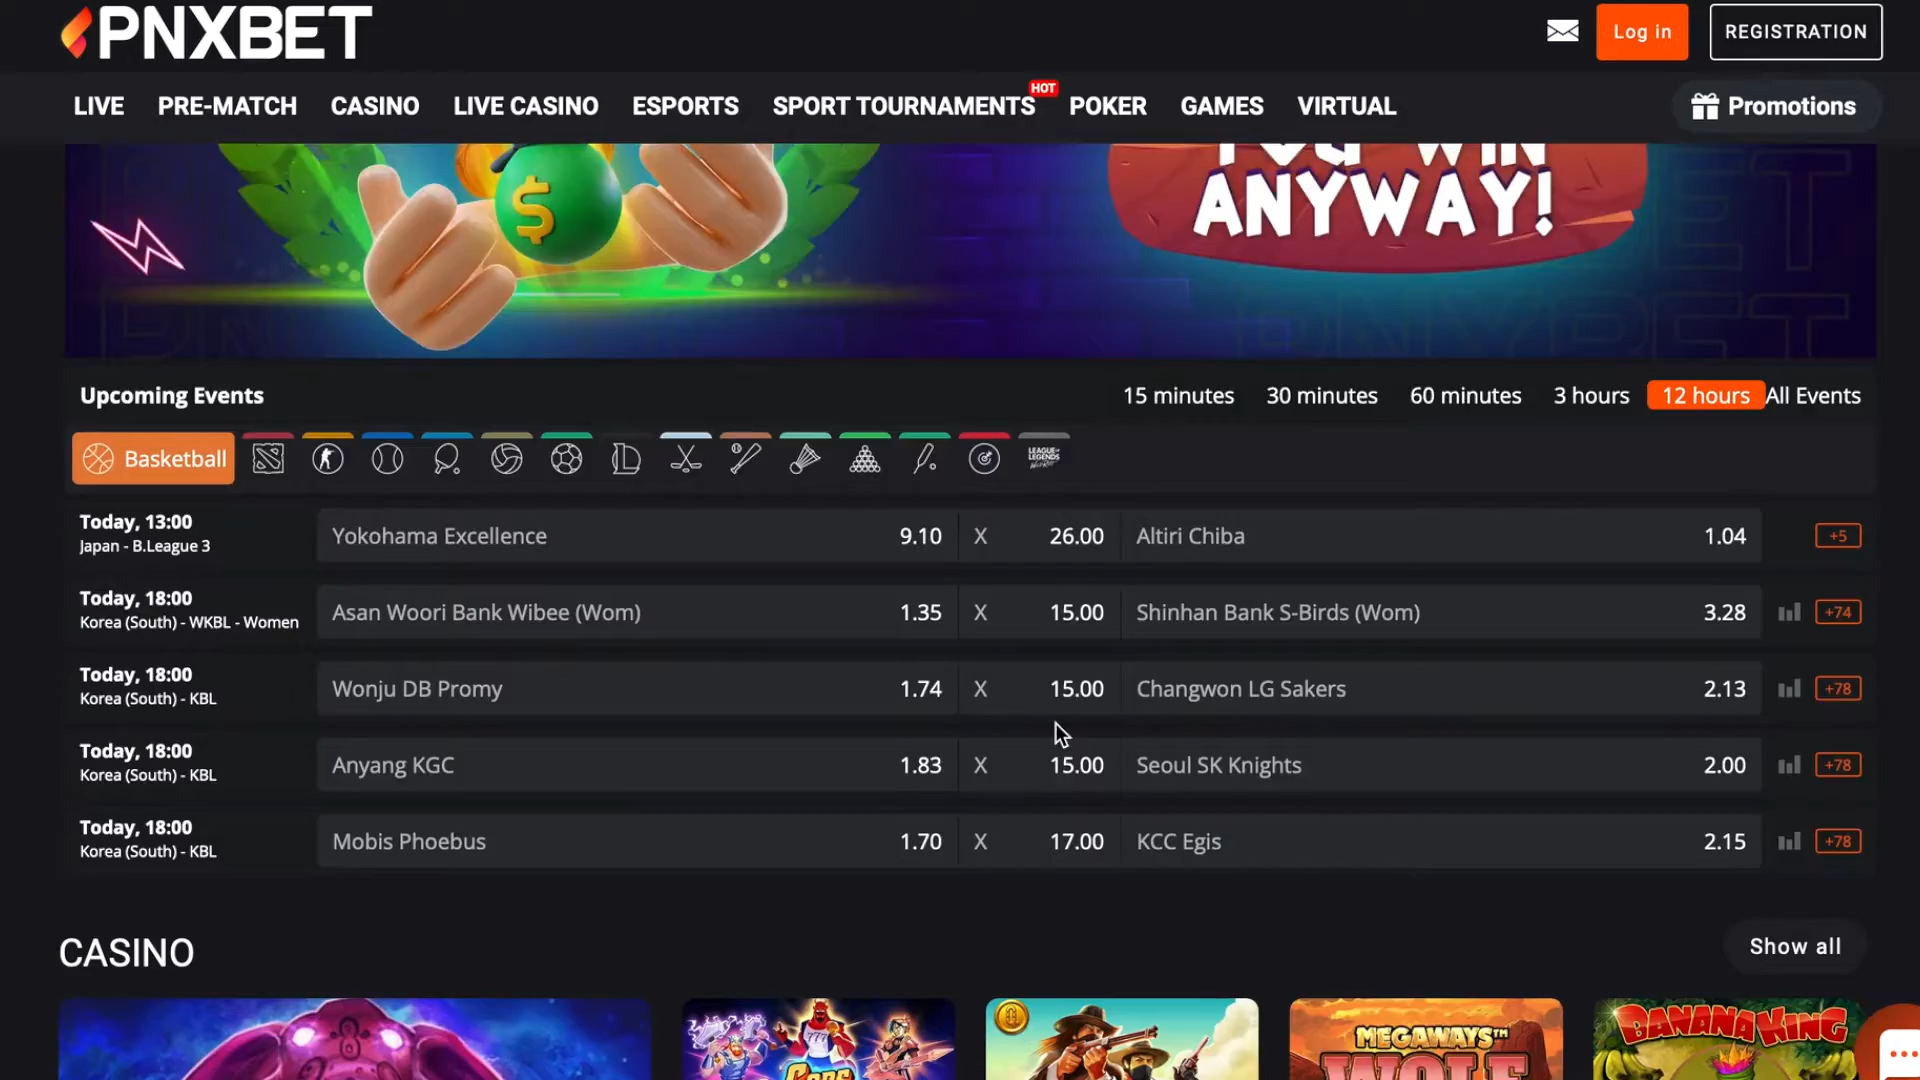 PNXBET
Log in
REGISTRATION
LIVE PRE-MATCH CASINO LIVE CASINO ESPORTS SPORT TOURNAMENTS HOT POKER GAMES VIRTUAL Promotions
YOU WIN
ANYWAY!
$
Upcoming Events 15 minutes 30 minutes 60 minutes 3 hours 12 hours All Events
Basketball
LEAGUE OF
LEGENDS
Today, 13:00
Japan - B.League 3
Yokohama Excellence 9.10 X 26.00 Altiri Chiba 1.04 +5
Today, 18:00
Korea (South) - WKBL - Women
Asan Woori Bank Wibee (Wom) 1.35 X 15.00 Shinhan Bank S-Birds (Wom) 3.28 +74
Today, 18:00
Korea (South) - KBL
Wonju DB Promy 1.74 X 15.00 Changwon LG Sakers 2.13 +78
Today, 18:00
Korea (South) - KBL
Anyang KGC 1.83 X 15.00 Seoul SK Knights 2.00 +78
Today, 18:00
Korea (South) - KBL
Mobis Phoebus 1.70 X 17.00 KCC Egis 2.15 +78
CASINO
Show all
MEGAWAYS™
WOLF
BANANA KING